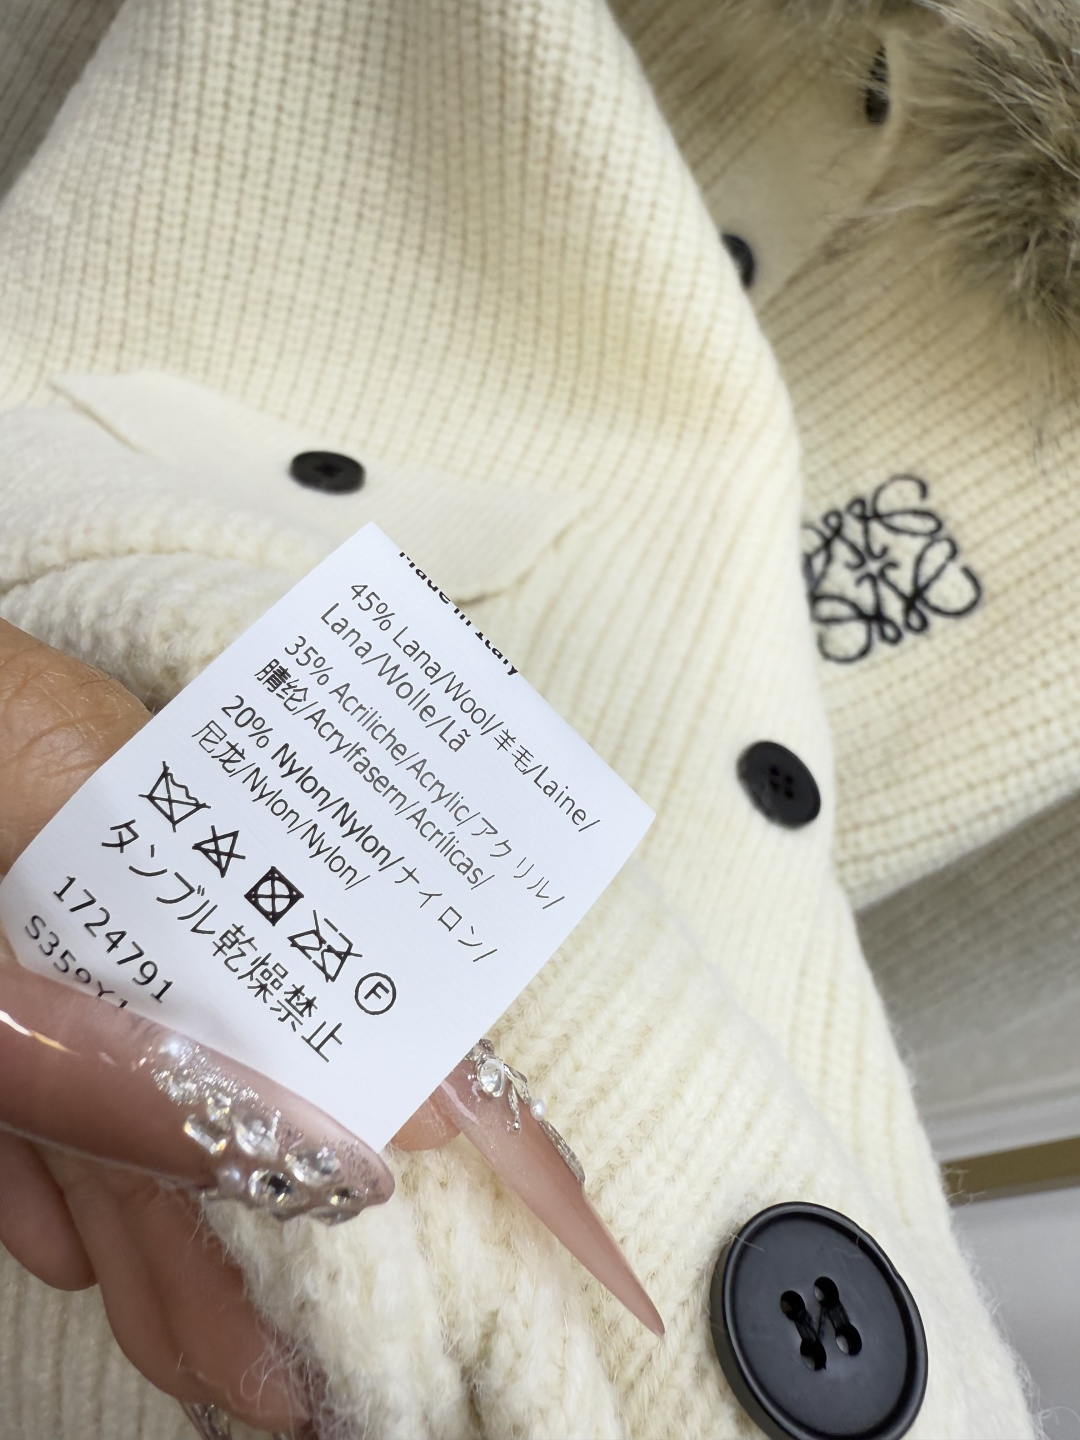 Made in Italy
45% Lana/Wool/羊毛/Laine/
Lana/Wolle/Lã
35% Acriliche/Acrylic/アクリル/
腈纶/Acrylfasern/Acrílicas/
20% Nylon/Nylon/ナイロン/
尼龙/Nylon/Nylon/
F
タンブル乾燥禁止
1724791